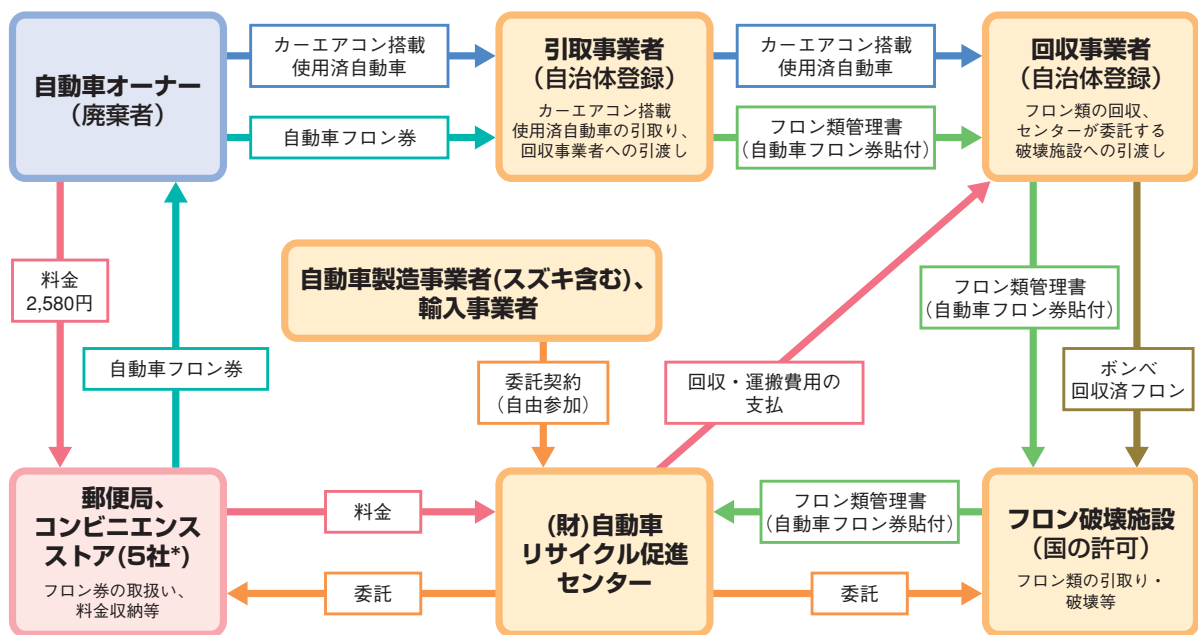 自動車オーナー
（廃棄者）
カーエアコン搭載
使用済自動車
自動車フロン券
引取事業者
（自治体登録）
カーエアコン搭載
使用済自動車の引取り、
回収事業者への引渡し
カーエアコン搭載
使用済自動車
フロン類管理書
（自動車フロン券貼付）
回収事業者
（自治体登録）
フロン類の回収、
センターが委託する
破壊施設への引渡し
料金
2,580円
自動車フロン券
自動車製造事業者(スズキ含む)、
輸入事業者
委託契約
（自由参加）
回収・運搬費用の
支払
フロン類管理書
（自動車フロン券貼付）
ボンベ
回収済フロン
郵便局、
コンビニエンス
ストア(5社*)
フロン券の取扱い、
料金収納等
料金
委託
(財)自動車
リサイクル促進
センター
フロン類管理書
（自動車フロン券貼付）
委託
フロン破壊施設
（国の許可）
フロン類の引取り・
破壊等